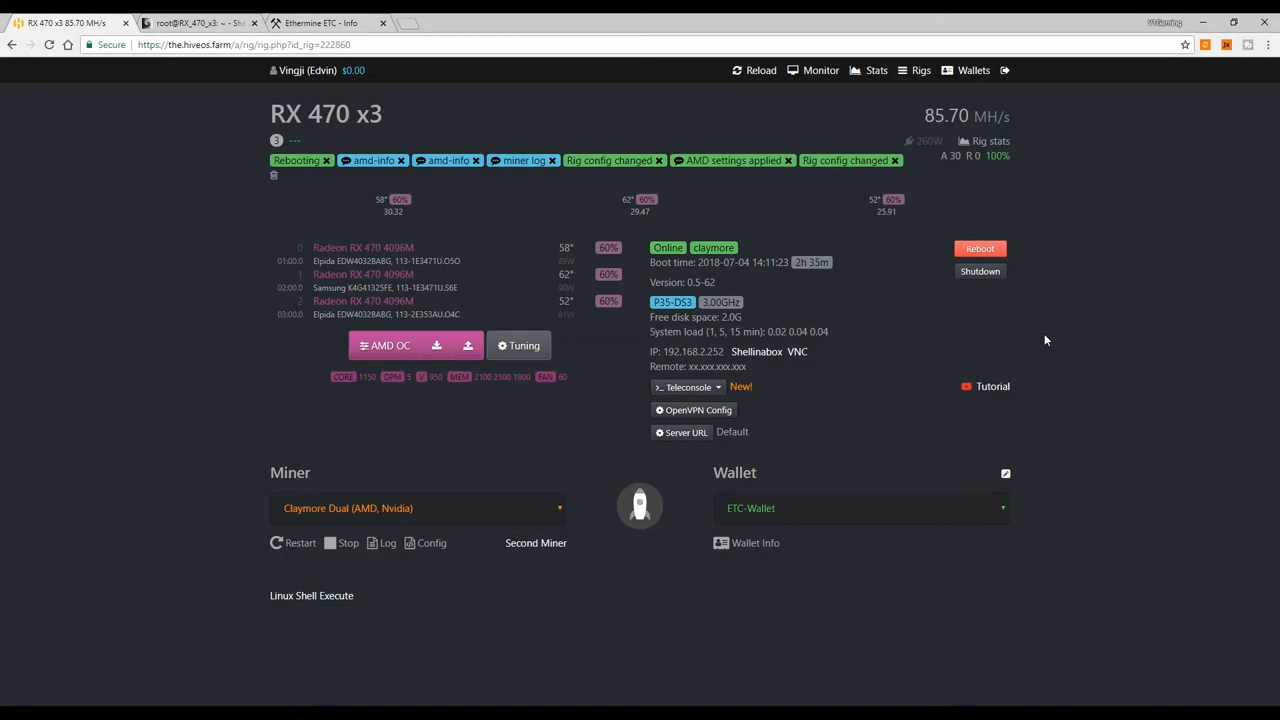 RX 470 x3 85.70 MH/s
root@RX_470_x3: ~ - She
Ethermine ETC - Info
V1Gaming
Secure
https://the.hiveos.farm/a/rig/rig.php?id_rig=222860
Vingji (Edvin) $0.00
Reload Monitor Stats Rigs Wallets
RX 470 x3
85.70 MH/s
3 ---
260W Rig stats
Rebooting amd-info amd-info miner log Rig config changed AMD settings applied Rig config changed
A 30 R 0 100%
58° 60% 62° 60% 52° 60%
30.32 29.47 25.91
0 Radeon RX 470 4096M 58° 60%
01:00.0 Elpida EDW4032BABG, 113-1E3471U.O5O 89W
1 Radeon RX 470 4096M 62° 60%
02:00.0 Samsung K4G41325FE, 113-1E3471U.S6E 90W
2 Radeon RX 470 4096M 52° 60%
03:00.0 Elpida EDW4032BABG, 113-2E353AU.O4C 81W
AMD OC Tuning
CORE 1150 DPM 5 V 950 MEM 2100 2100 1800 FAN 60
Online claymore
Boot time: 2018-07-04 14:11:23 2h 35m
Version: 0.5-62
P35-DS3 3.00GHz
Free disk space: 2.0G
System load (1, 5, 15 min): 0.02 0.04 0.04
IP: 192.168.2.252 Shellinabox VNC
Remote: xx.xxx.xxx.xxx
>_ Teleconsole New!
OpenVPN Config
Server URL Default
Reboot
Shutdown
Tutorial
Miner
Claymore Dual (AMD, Nvidia)
Restart Stop Log Config Second Miner
Wallet
ETC-Wallet
Wallet Info
Linux Shell Execute